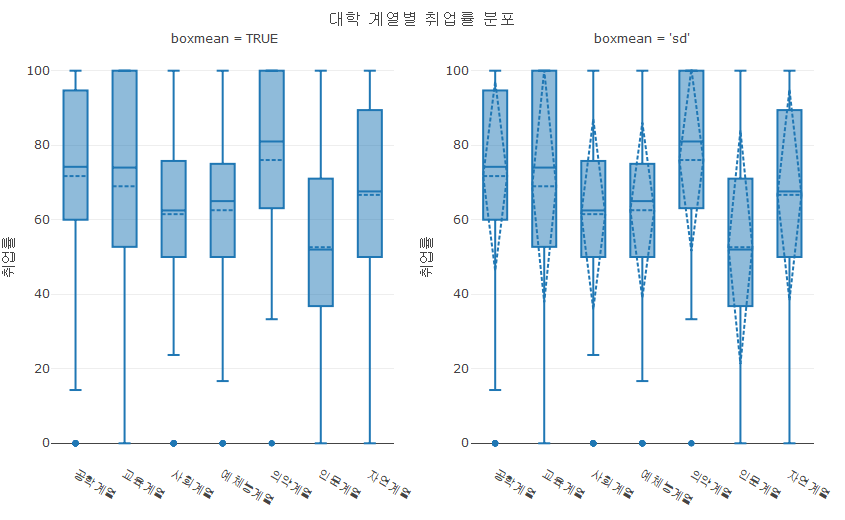 대학 계열별 취업률 분포
boxmean = TRUE
boxmean = 'sd'
취업률
100
80
60
40
20
0
공학계열
교육계열
사회계열
예체능계열
의약계열
인문계열
자연계열
취업률
100
80
60
40
20
0
공학계열
교육계열
사회계열
예체능계열
의약계열
인문계열
자연계열